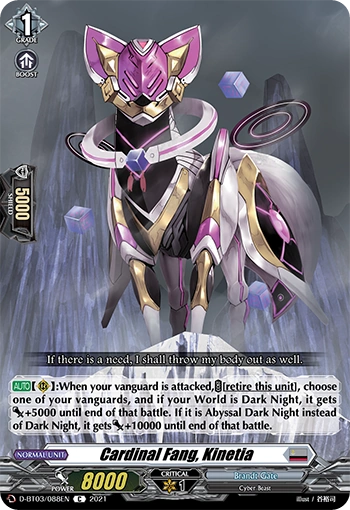 1
GRADE
BOOST
5000
SHIELD
If there is a need, I shall throw my body out as well.
AUTO [ R ]:When your vanguard is attacked, [retire this unit], choose
one of your vanguards, and if your World is Dark Night, it gets
+5000 until end of that battle. If it is Abyssal Dark Night instead
of Dark Night, it gets +10000 until end of that battle.
NORMAL UNIT
Cardinal Fang, Kinetia
POWER 8000
CRITICAL
1
Brandt Gate
Cyber Beast
D-BT03/088EN C 2021
illust / 谷裕司